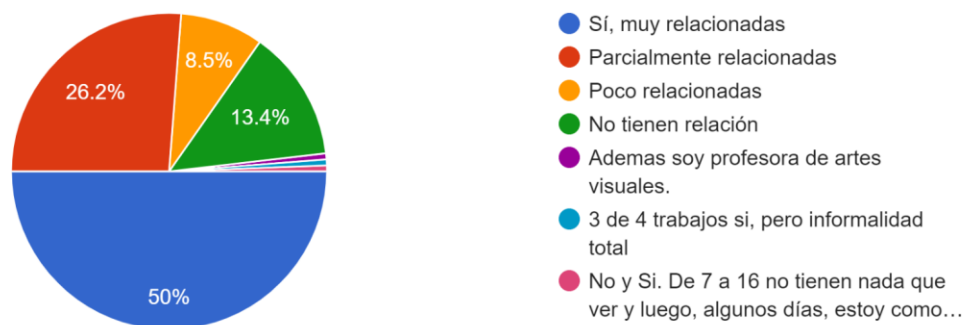 26.2%
8.5%
13.4%
50%
Sí, muy relacionadas
Parcialmente relacionadas
Poco relacionadas
No tienen relación
Ademas soy profesora de artes
visuales.
3 de 4 trabajos si, pero informalidad
total
No y Si. De 7 a 16 no tienen nada que
ver y luego, algunos días, estoy como…